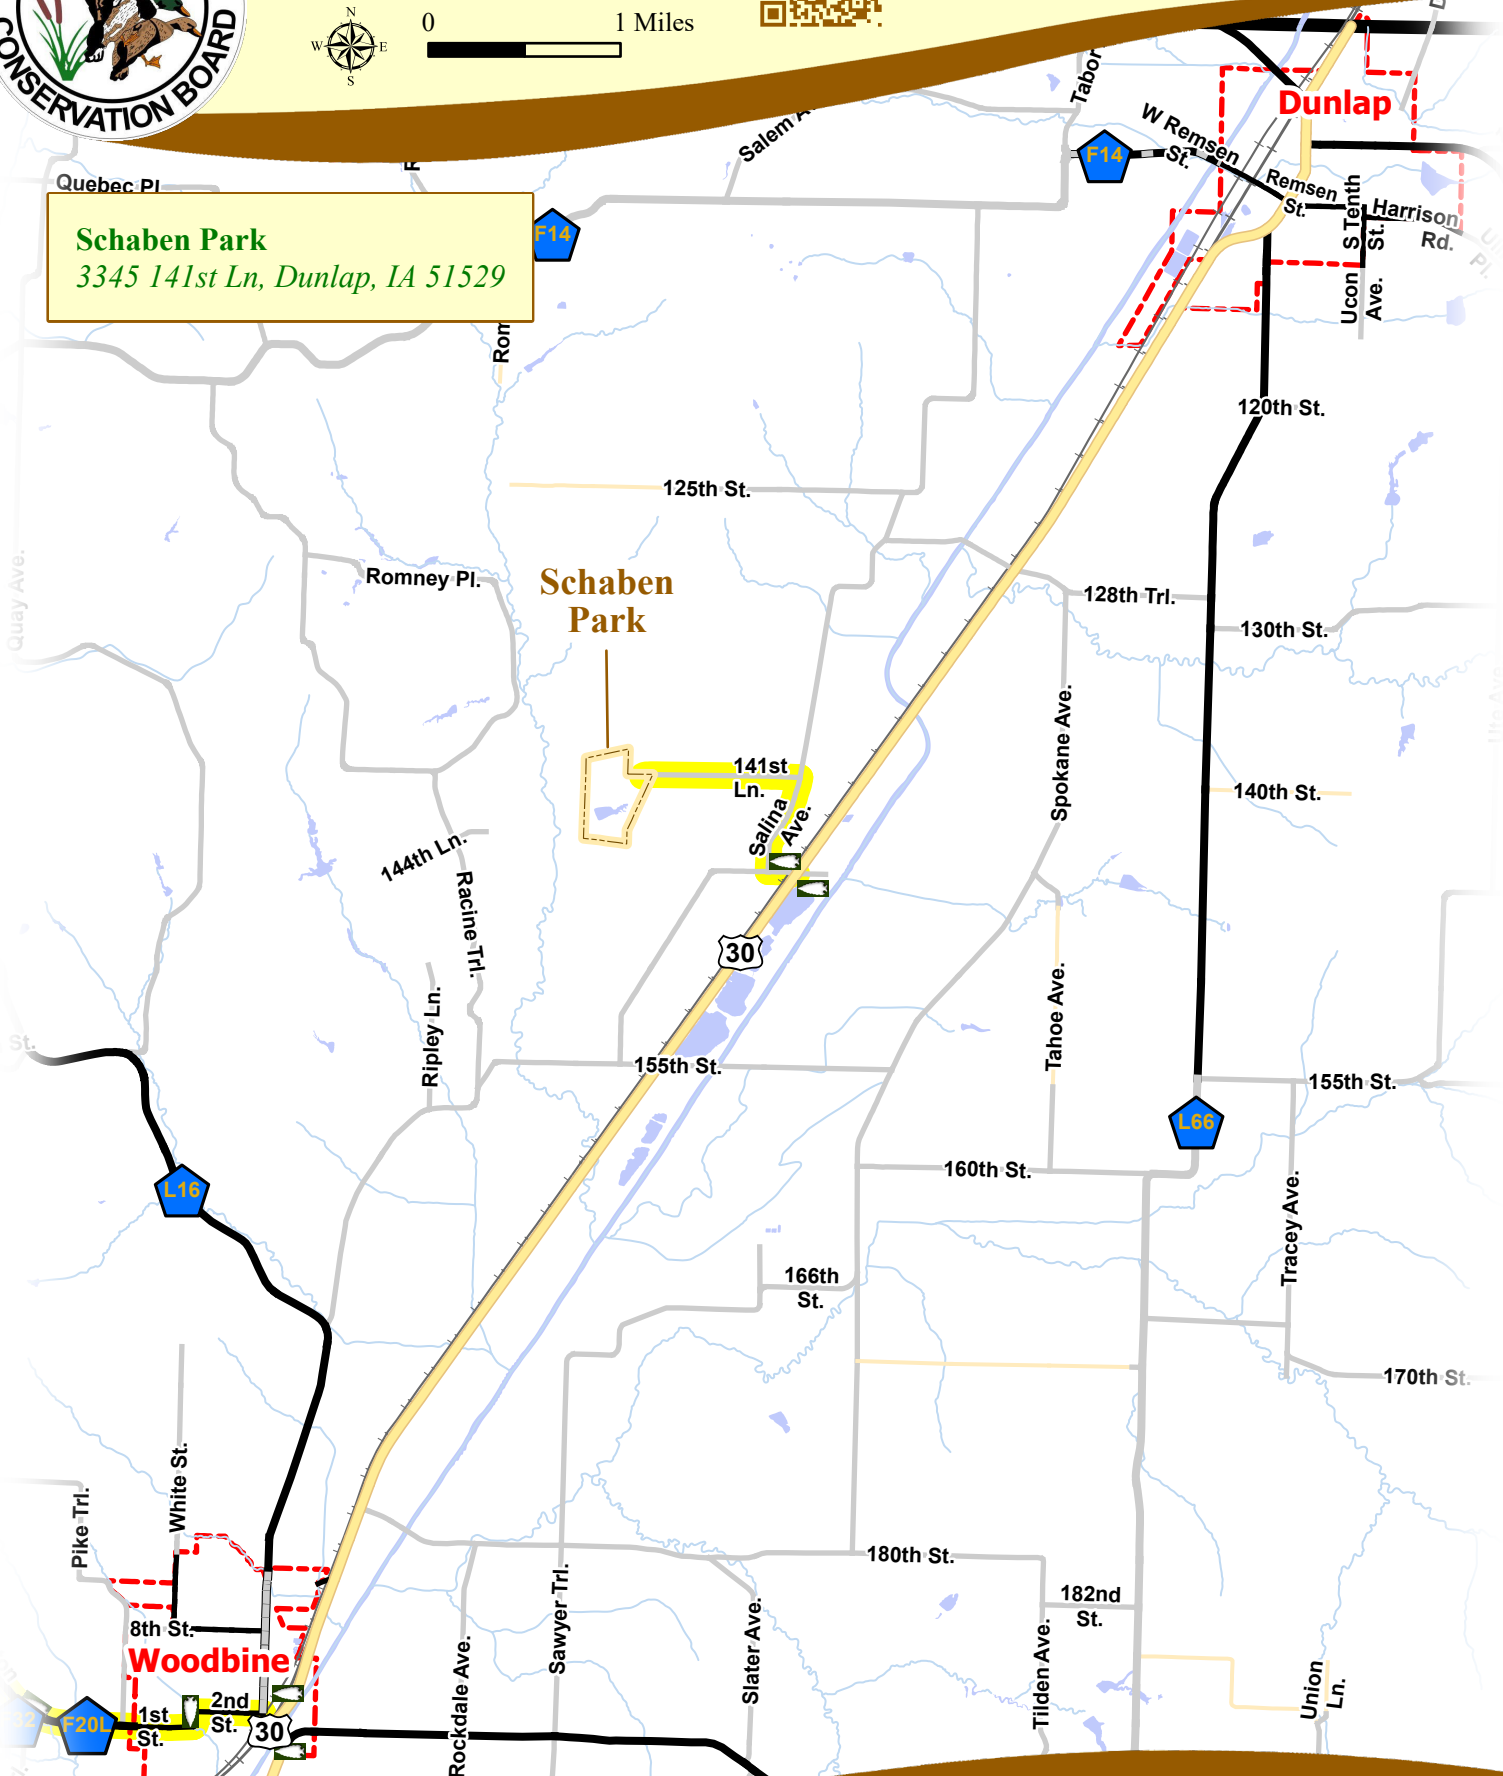 CONSERVATION BOARD
N
W E
S
0 1 Miles
Tabor
Salem
Dunlap
W Remsen
St.
F14
Remsen
St.
S Tenth
St.
Harrison
Rd.
Pl.
Quebec Pl
Schaben Park
3345 141st Ln, Dunlap, IA 51529
F14
Ucon
Ave.
Rom
120th St.
125th St.
Quay Ave.
Romney Pl.
Schaben
Park
128th Trl.
130th St.
Spokane Ave.
141st
Ln.
140th St.
Salina
Ave.
144th Ln.
Racine Trl.
30
Ripley Ln.
Tahoe Ave.
St.
155th St.
155th St.
L66
160th St.
L16
Tracey Ave.
166th
St.
170th St.
White St.
Pike Trl.
180th St.
182nd
St.
Sawyer Trl.
Slater Ave.
8th St.
Woodbine
Rockdale Ave.
Tilden Ave.
Union
Ln.
F32
F20L
1st
St.
2nd
St.
30